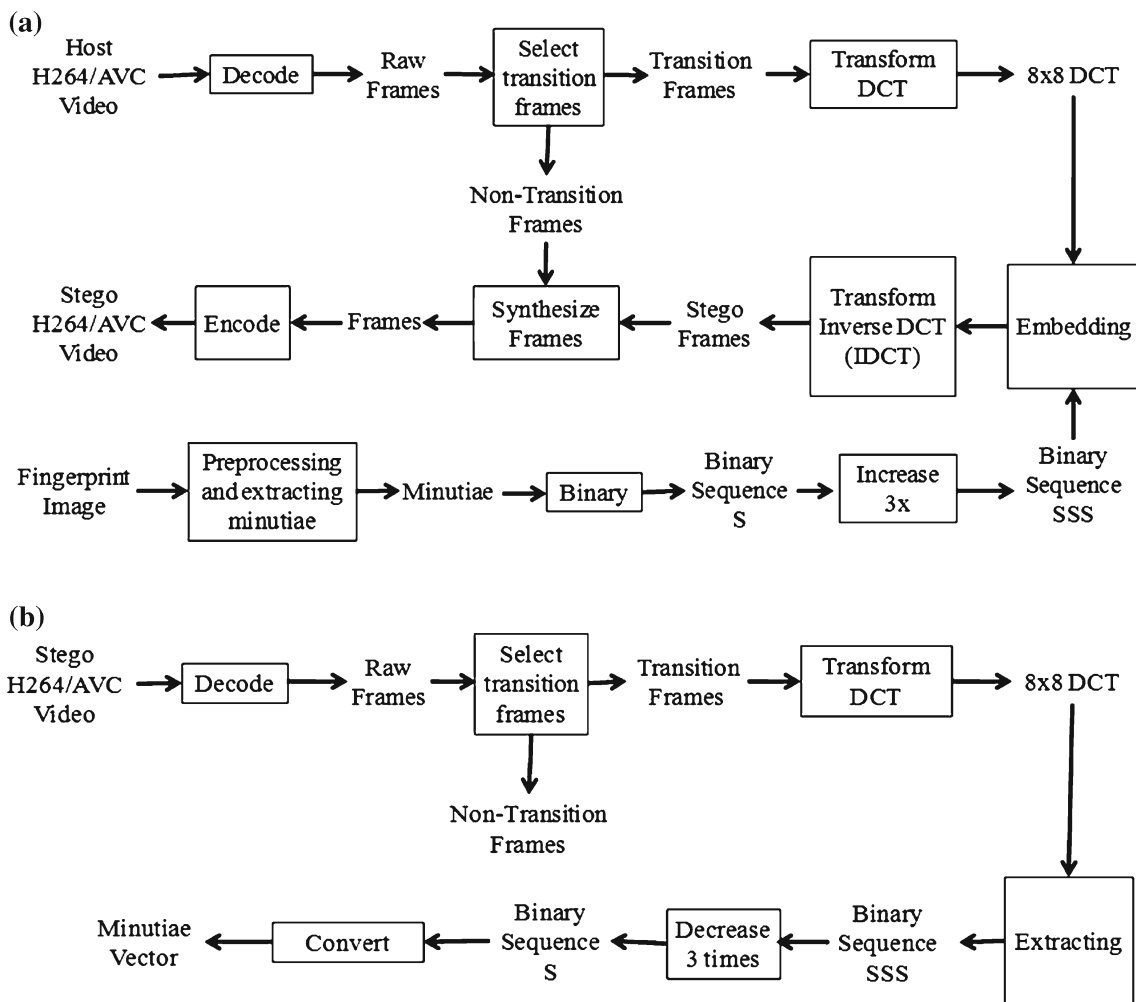 (a)
Host
H264/AVC
Video
Decode
Raw
Frames
Select
transition
frames
Transition
Frames
Transform
DCT
8x8 DCT
Non-Transition
Frames
Stego
H264/AVC
Video
Encode
Frames
Synthesize
Frames
Stego
Frames
Transform
Inverse DCT
(IDCT)
Embedding
Fingerprint
Image
Preprocessing
and extracting
minutiae
Minutiae
Binary
Binary
Sequence
S
Increase
3x
Binary
Sequence
SSS
(b)
Stego
H264/AVC
Video
Decode
Raw
Frames
Select
transition
frames
Transition
Frames
Transform
DCT
8x8 DCT
Non-Transition
Frames
Minutiae
Vector
Convert
Binary
Sequence
S
Decrease
3 times
Binary
Sequence
SSS
Extracting